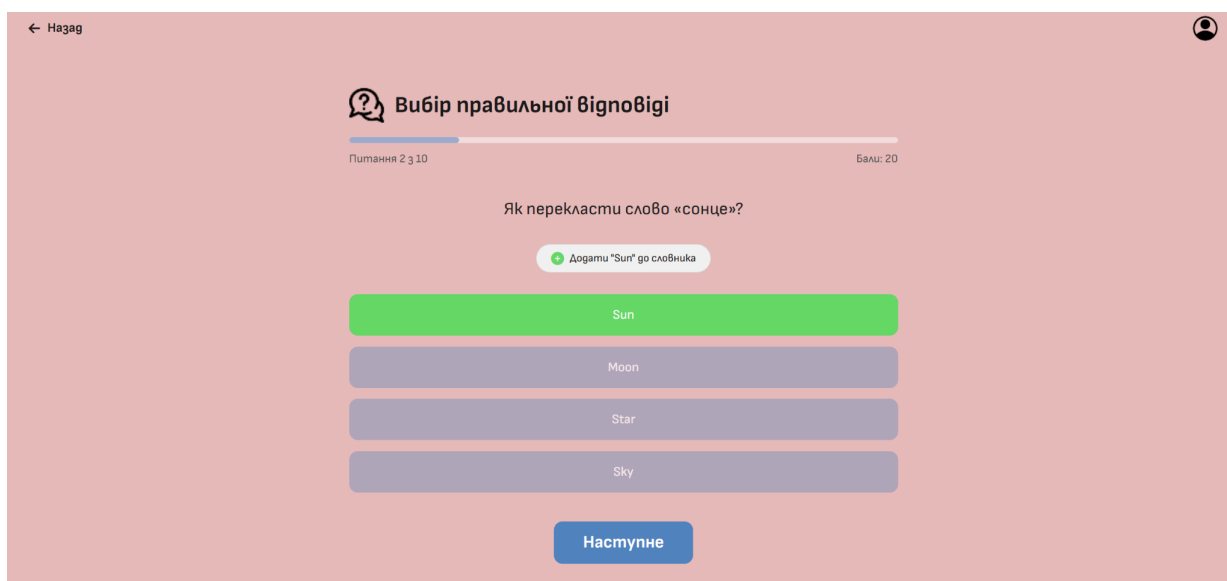 ← Назад
Вибір правильної відповіді
Питання 2 з 10
Бали: 20
Як перекласти слово «сонце»?
Додати "Sun" до словника
Sun
Moon
Star
Sky
Наступне